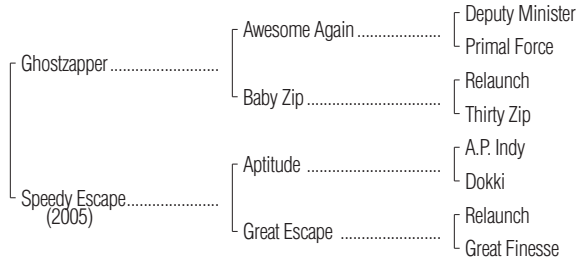 Deputy Minister
Awesome Again ....................
Primal Force
Ghostzapper ..........................
Relaunch
Baby Zip ................................
Thirty Zip
A.P. Indy
Aptitude ................................
Dokki
Speedy Escape......................
(2005)
Relaunch
Great Escape ........................
Great Finesse